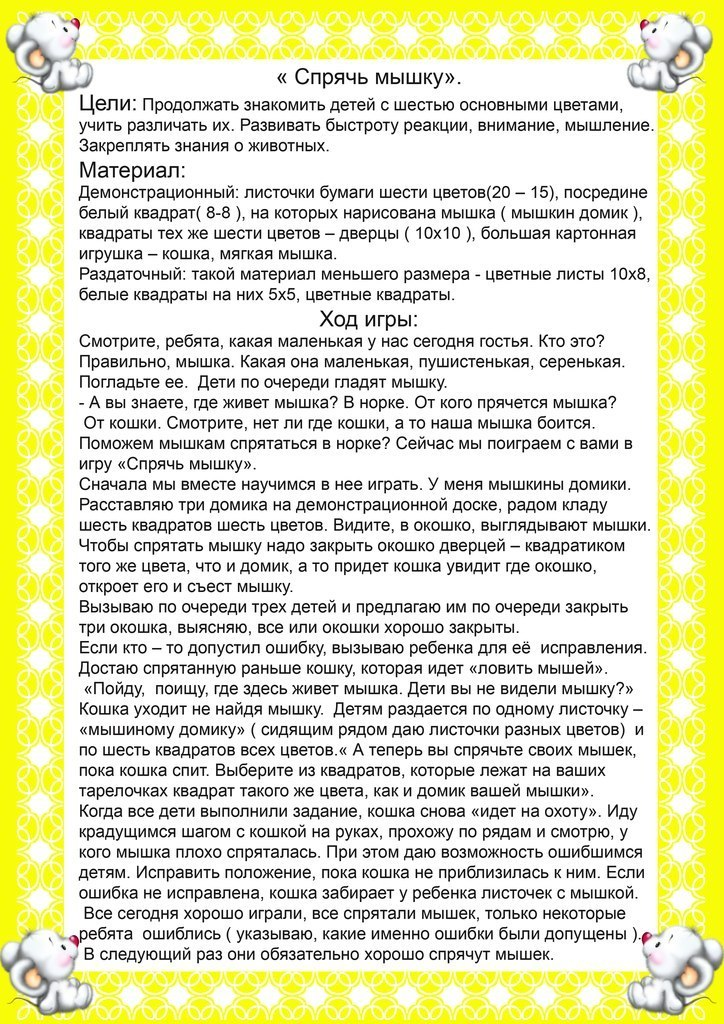 « Спрячь мышку».
Цели: Продолжать знакомить детей с шестью основными цветами,
учить различать их. Развивать быстроту реакции, внимание, мышление.
Закреплять знания о животных.
Материал:
Демонстрационный: листочки бумаги шести цветов(20 – 15), посредине
белый квадрат( 8-8 ), на которых нарисована мышка ( мышкин домик ),
квадраты тех же шести цветов – дверцы ( 10х10 ), большая картонная
игрушка – кошка, мягкая мышка.
Раздаточный: такой материал меньшего размера - цветные листы 10х8,
белые квадраты на них 5х5, цветные квадраты.
Ход игры:
Смотрите, ребята, какая маленькая у нас сегодня гостья. Кто это?
Правильно, мышка. Какая она маленькая, пушистенькая, серенькая.
Погладьте ее.  Дети по очереди гладят мышку.
- А вы знаете, где живет мышка? В норке. От кого прячется мышка?
От кошки. Смотрите, нет ли где кошки, а то наша мышка боится.
Поможем мышкам спрятаться в норке? Сейчас мы поиграем с вами в
игру «Спрячь мышку».
Сначала мы вместе научимся в нее играть. У меня мышкины домики.
Расставляю три домика на демонстрационной доске, радом кладу
шесть квадратов шесть цветов. Видите, в окошко, выглядывают мышки.
Чтобы спрятать мышку надо закрыть окошко дверцей – квадратиком
того же цвета, что и домик, а то придет кошка увидит где окошко,
откроет его и съест мышку.
Вызываю по очереди трех детей и предлагаю им по очереди закрыть
три окошка, выясняю, все или окошки хорошо закрыты.
Если кто – то допустил ошибку, вызываю ребенка для её  исправления.
Достаю спрятанную раньше кошку, которая идет «ловить мышей».
«Пойду,  поищу, где здесь живет мышка. Дети вы не видели мышку?»
Кошка уходит не найдя мышку.  Детям раздается по одному листочку –
«мышиному домику» ( сидящим рядом даю листочки разных цветов)  и
по шесть квадратов всех цветов.« А теперь вы спрячьте своих мышек,
пока кошка спит. Выберите из квадратов, которые лежат на ваших
тарелочках квадрат такого же цвета, как и домик вашей мышки».
Когда все дети выполнили задание, кошка снова «идет на охоту». Иду
крадущимся шагом с кошкой на руках, прохожу по рядам и смотрю, у
кого мышка плохо спряталась. При этом даю возможность ошибшимся
детям. Исправить положение, пока кошка не приблизилась к ним. Если
ошибка не исправлена, кошка забирает у ребенка листочек с мышкой.
Все сегодня хорошо играли, все спрятали мышек, только некоторые
ребята  ошиблись ( указываю, какие именно ошибки были допущены ).
В следующий раз они обязательно хорошо спрячут мышек.